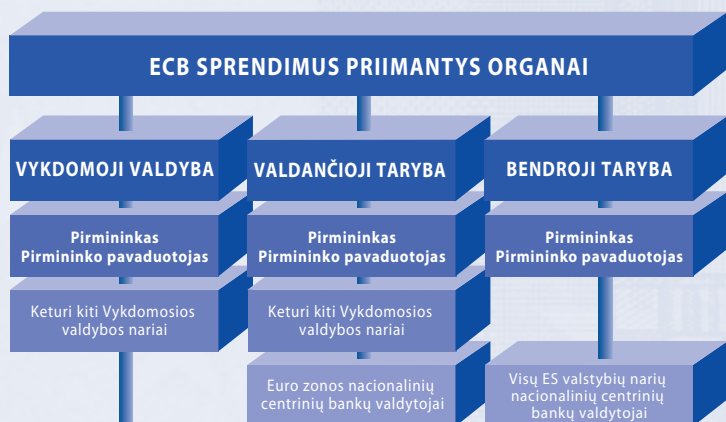 ECB SPRENDIMUS PRIIMANTYS ORGANAI
VYKDOMOJI VALDYBA
Pirmininkas
Pirmininko pavaduotojas
Keturi kiti Vykdomosios
valdybos nariai
VALDANČIOJI TARYBA
Pirmininkas
Pirmininko pavaduotojas
Keturi kiti Vykdomosios
valdybos nariai
Euro zonos nacionalinių
centrinių bankų valdytojai
BENDROJI TARYBA
Pirmininkas
Pirmininko pavaduotojas
Visų ES valstybių narių
nacionalinių centrinių
bankų valdytojai